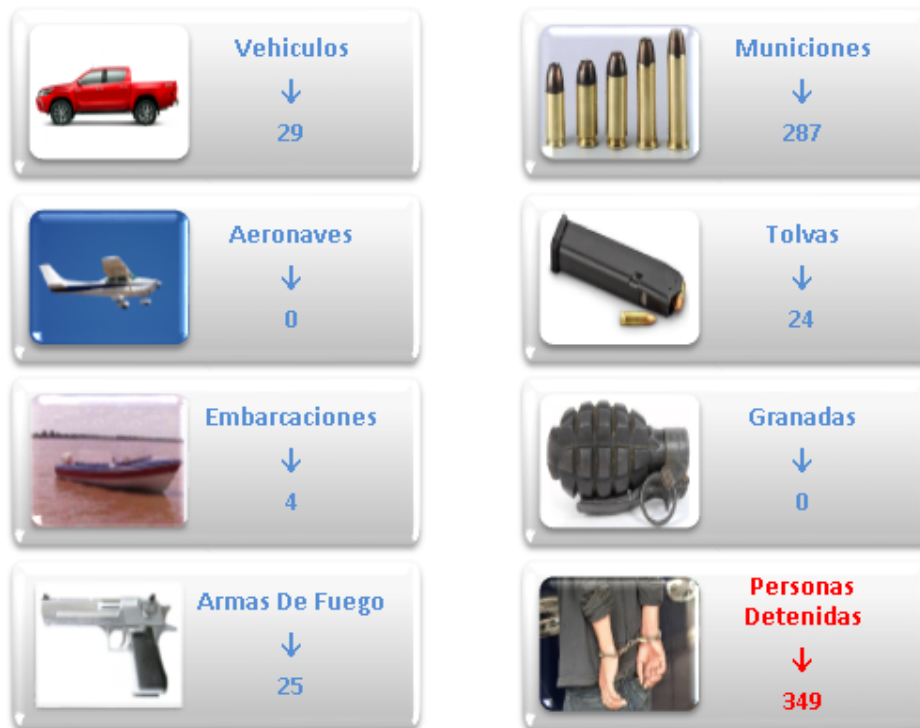 Vehiculos
↓
29
Municiones
↓
287
Aeronaves
↓
0
Tolvas
↓
24
Embarcaciones
↓
4
Granadas
↓
0
Armas De Fuego
↓
25
Personas
Detenidas
↓
349